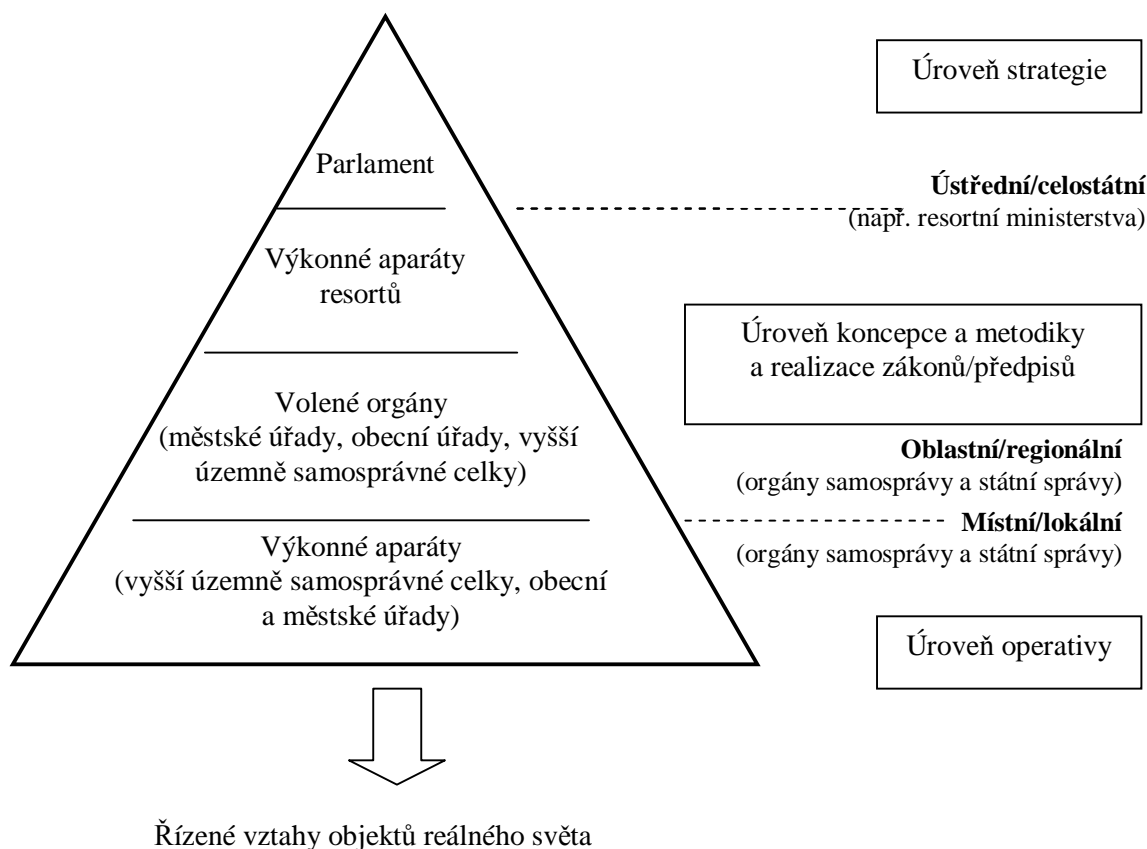 Úroveň strategie
Parlament
Ústřední/celostátní
(např. resortní ministerstva)
Výkonné aparáty
resortů
Úroveň koncepce a metodiky
a realizace zákonů/předpisů
Volené orgány
(městské úřady, obecní úřady, vyšší
územně samosprávné celky)
Oblastní/regionální
(orgány samosprávy a státní správy)
Místní/lokální
(orgány samosprávy a státní správy)
Výkonné aparáty
(vyšší územně samosprávné celky, obecní
a městské úřady)
Úroveň operativy
Řízené vztahy objektů reálného světa